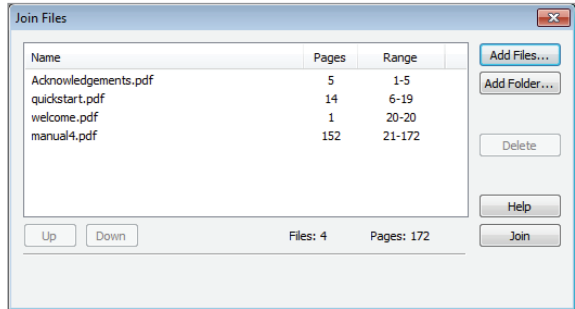 Join Files
Name Pages Range
Acknowledgements.pdf 5 1-5
quickstart.pdf 14 6-19
welcome.pdf 1 20-20
manual4.pdf 152 21-172
Add Files...
Add Folder...
Delete
Help
Up Down Files: 4 Pages: 172 Join